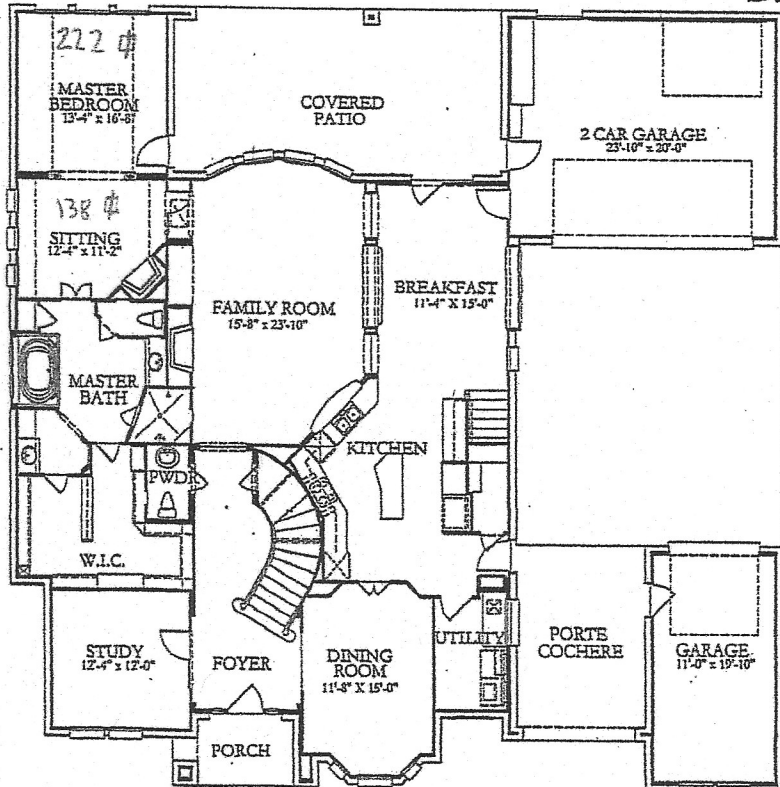 222 ⌀
MASTER
BEDROOM
13'-4" x 16'-8"
COVERED
PATIO
2 CAR GARAGE
23'-10" x 20'-0"
138 ⌀
SITTING
12'-4" x 11'-2"
FAMILY ROOM
15'-8" x 23'-10"
BREAKFAST
11'-4" X 15'-0"
MASTER
BATH
KITCHEN
PWDR
W.I.C.
STUDY
12'-4" x 12'-0"
FOYER
DINING
ROOM
11'-8" X 15'-0"
UTILITY
PORTE
COCHERE
GARAGE
11'-0" x 19'-10"
PORCH